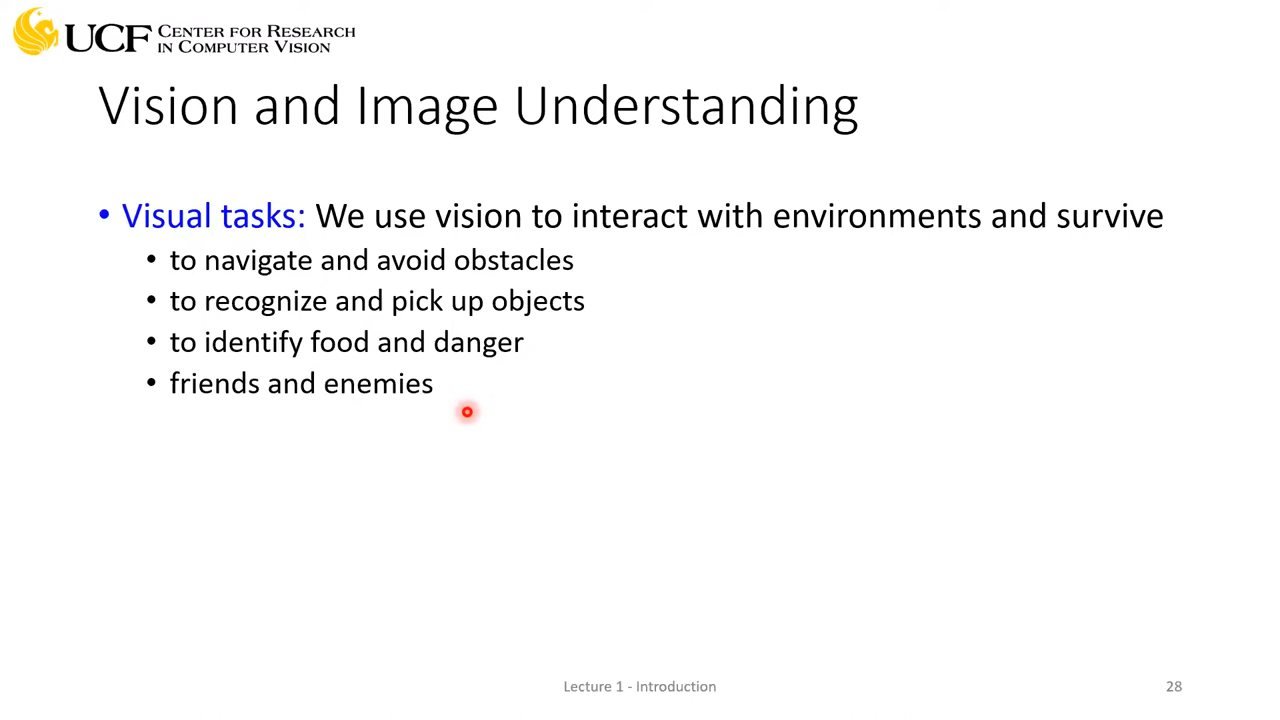 UCF CENTER FOR RESEARCH
IN COMPUTER VISION
Vision and Image Understanding
• Visual tasks: We use vision to interact with environments and survive
• to navigate and avoid obstacles
• to recognize and pick up objects
• to identify food and danger
• friends and enemies
Lecture 1 - Introduction 28